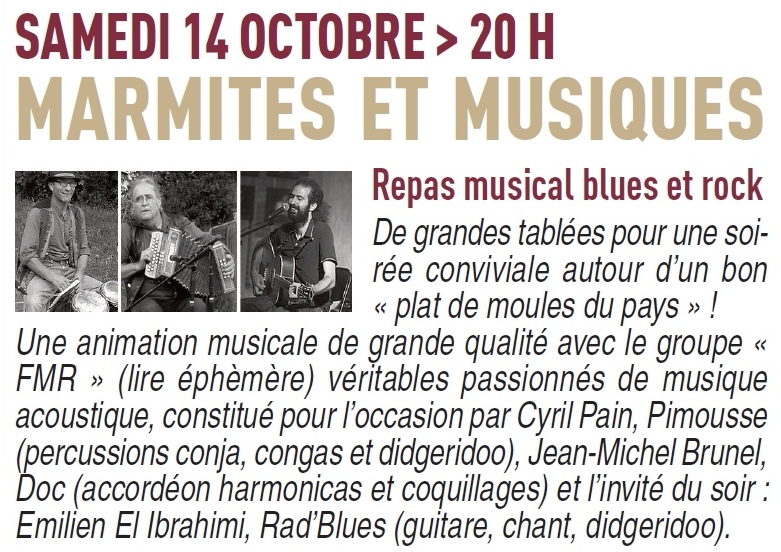 SAMEDI 14 OCTOBRE > 20 H
MARMITES ET MUSIQUES
Repas musical blues et rock
De grandes tablées pour une soi-
rée conviviale autour d'un bon
« plat de moules du pays » !
Une animation musicale de grande qualité avec le groupe «
FMR » (lire éphèmère) véritables passionnés de musique
acoustique, constitué pour l'occasion par Cyril Pain, Pimousse
(percussions conja, congas et didgeridoo), Jean-Michel Brunel,
Doc (accordéon harmonicas et coquillages) et l'invité du soir :
Emilien El Ibrahimi, Rad'Blues (guitare, chant, didgeridoo).